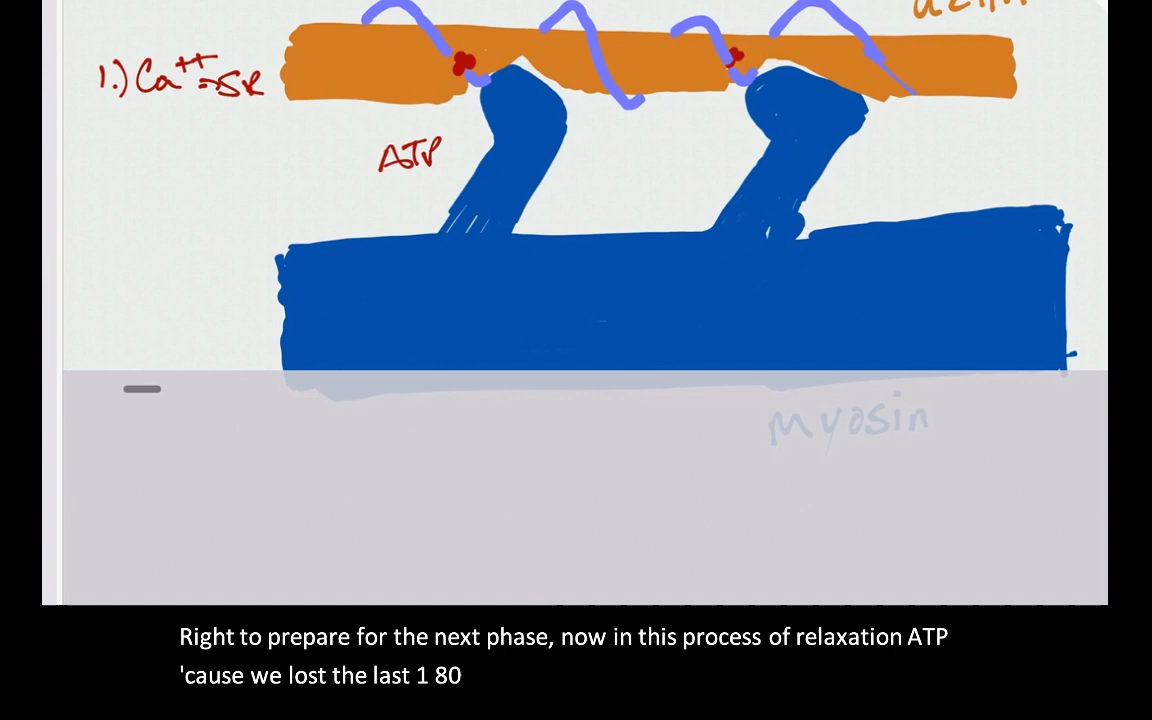 actin
1.) Ca++ → SR
ATP
Myosin
Right to prepare for the next phase, now in this process of relaxation ATP
'cause we lost the last 1 80